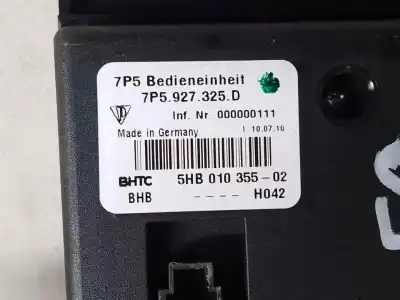 7P5 Bedieneinheit
7P5.927.325.D
Inf. Nr. 000000111
Made in Germany I 10.07.10
BHTC 5HB 010 355-02
BHB ---- H042